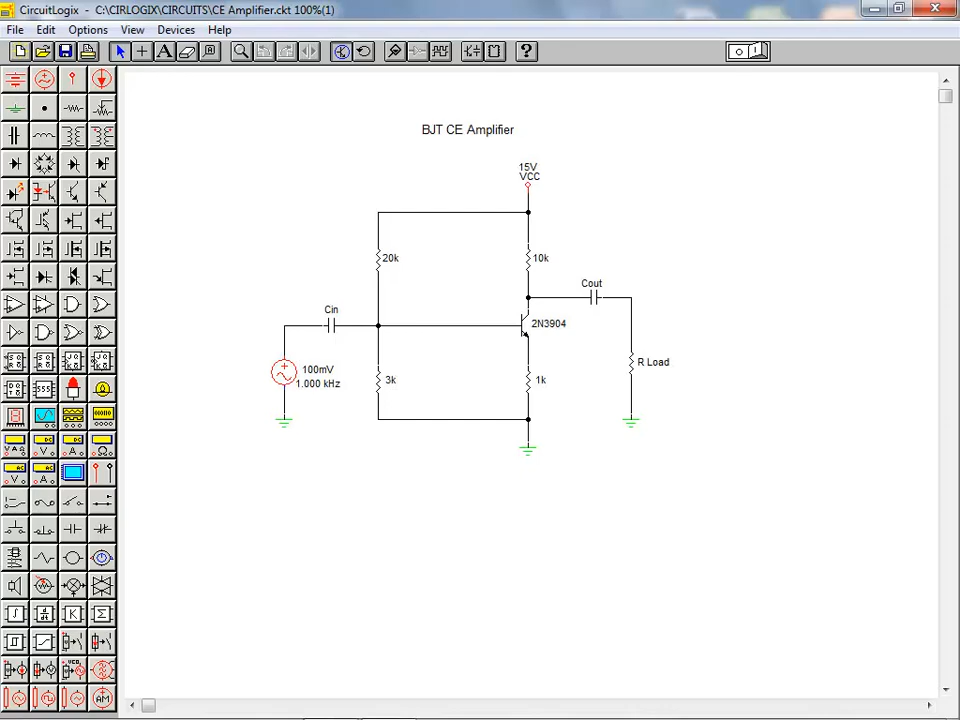 CircuitLogix - C:\CIRLOGIX\CIRCUITS\CE Amplifier.ckt 100%(1)
File Edit Options View Devices Help
BJT CE Amplifier
15V
VCC
20k
10k
Cout
Cin
2N3904
100mV
1.000 kHz
3k
1k
R Load